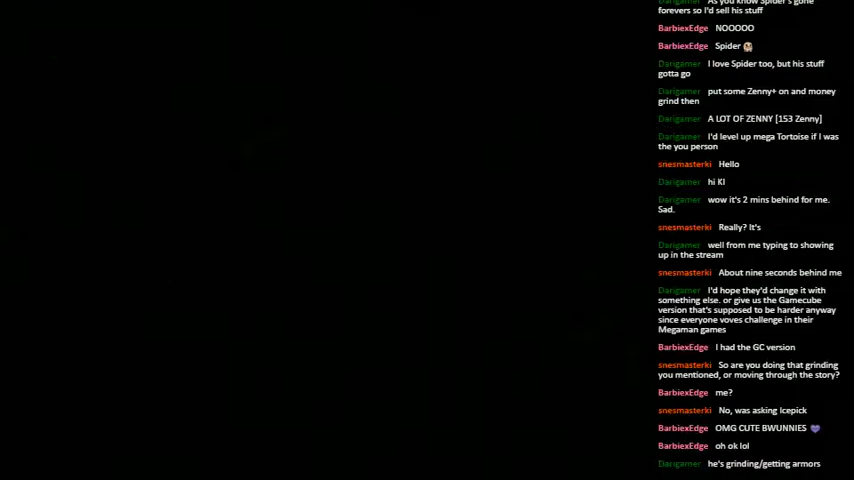 Darigamer As you know Spider's gone
forevers so I'd sell his stuff
BarbiexEdge NOOOOO
BarbiexEdge Spider
Darigamer I love Spider too, but his stuff
gotta go
Darigamer put some Zenny+ on and money
grind then
Darigamer A LOT OF ZENNY [153 Zenny]
Darigamer I'd level up mega Tortoise if I was
the you person
snesmasterki Hello
Darigamer hi KI
Darigamer wow it's 2 mins behind for me.
Sad.
snesmasterki Really? It's
Darigamer well from me typing to showing
up in the stream
snesmasterki About nine seconds behind me
Darigamer I'd hope they'd change it with
something else. or give us the Gamecube
version that's supposed to be harder anyway
since everyone voves challenge in their
Megaman games
BarbiexEdge I had the GC version
snesmasterki So are you doing that grinding
you mentioned, or moving through the story?
BarbiexEdge me?
snesmasterki No, was asking Icepick
BarbiexEdge OMG CUTE BWUNNIES 💜
BarbiexEdge oh ok lol
Darigamer he's grinding/getting armors